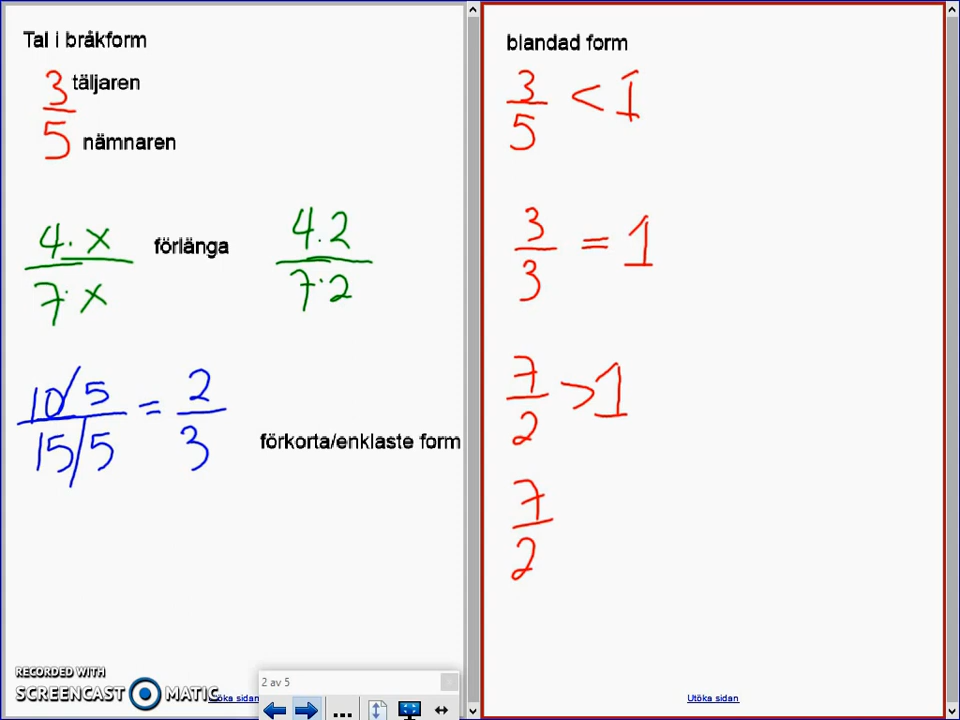 Tal i bråkform
3 täljaren
5 nämnaren
4·x förlänga 4·2
7·x 7·2
10/5 = 2
15/5 3
förkorta/enklaste form
RECORDED WITH
SCREENCAST MATIC
Utöka sidan
2 av 5
...
blandad form
3 < 1
5
3 = 1
3
7 > 1
2
7
2
Utöka sidan